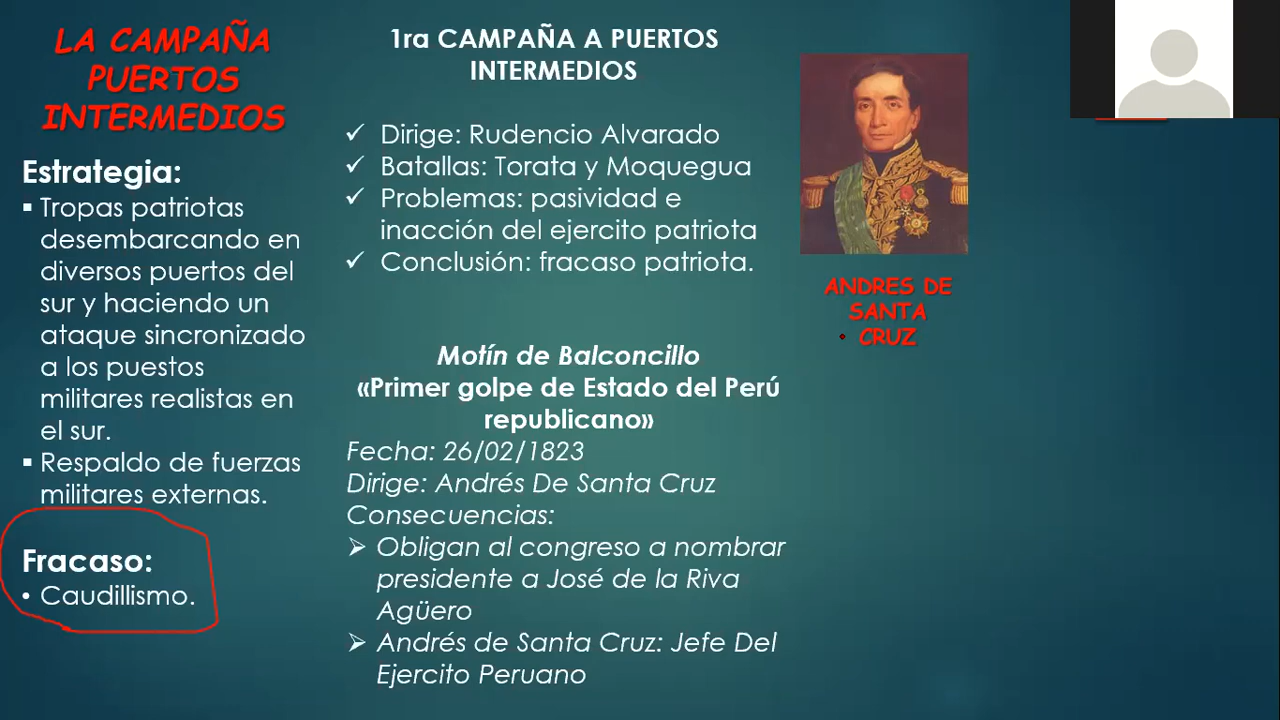 LA CAMPAÑA
PUERTOS
INTERMEDIOS
Estrategia:
▪ Tropas patriotas
desembarcando en
diversos puertos del
sur y haciendo un
ataque sincronizado
a los puestos
militares realistas en
el sur.
▪ Respaldo de fuerzas
militares externas.
Fracaso:
• Caudillismo.
1ra CAMPAÑA A PUERTOS
INTERMEDIOS
✓ Dirige: Rudencio Alvarado
✓ Batallas: Torata y Moquegua
✓ Problemas: pasividad e
inacción del ejercito patriota
✓ Conclusión: fracaso patriota.
Motín de Balconcillo
«Primer golpe de Estado del Perú
republicano»
Fecha: 26/02/1823
Dirige: Andrés De Santa Cruz
Consecuencias:
➢ Obligan al congreso a nombrar
presidente a José de la Riva
Agüero
➢ Andrés de Santa Cruz: Jefe Del
Ejercito Peruano
ANDRES DE
SANTA
CRUZ